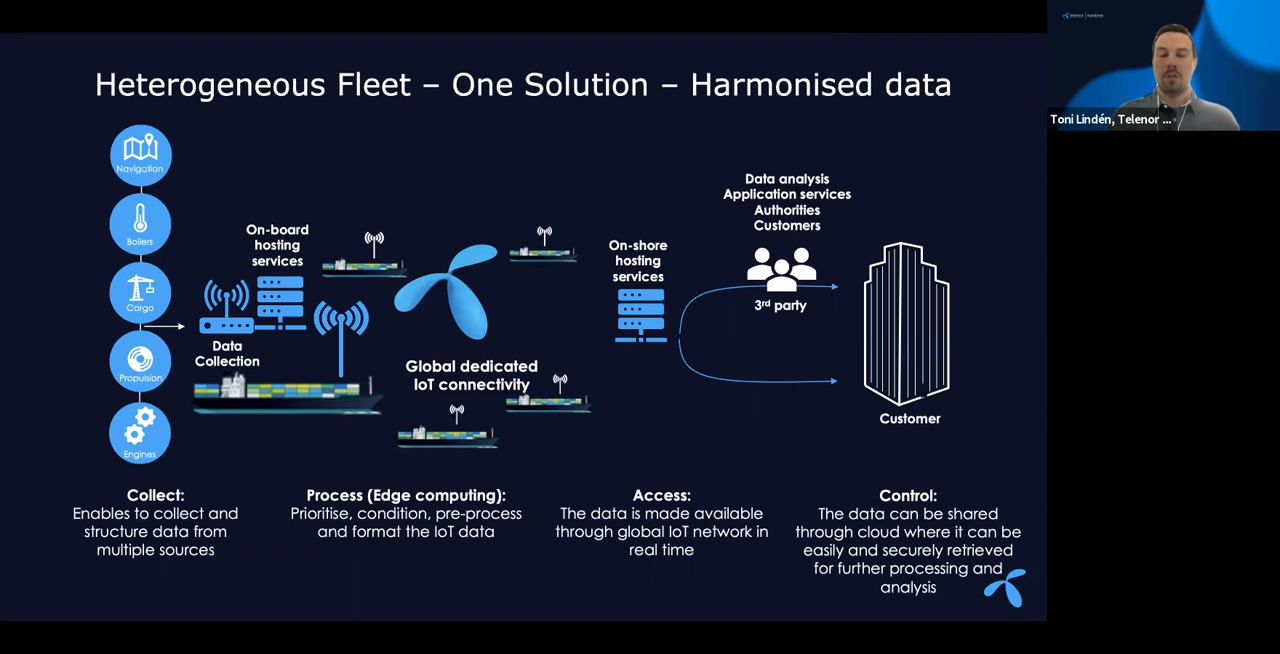 Heterogeneous Fleet – One Solution – Harmonised data
telenor | maritime
Toni Lindén, Telenor ...
Navigation
Boilers
Cargo
Propulsion
Engines
On-board
hosting
services
Data
Collection
Global dedicated
IoT connectivity
On-shore
hosting
services
Data analysis
Application services
Authorities
Customers
3rd party
Customer
Collect:
Enables to collect and
structure data from
multiple sources
Process (Edge computing):
Prioritise, condition, pre-process
and format the IoT data
Access:
The data is made available
through global IoT network in
real time
Control:
The data can be shared
through cloud where it can be
easily and securely retrieved
for further processing and
analysis